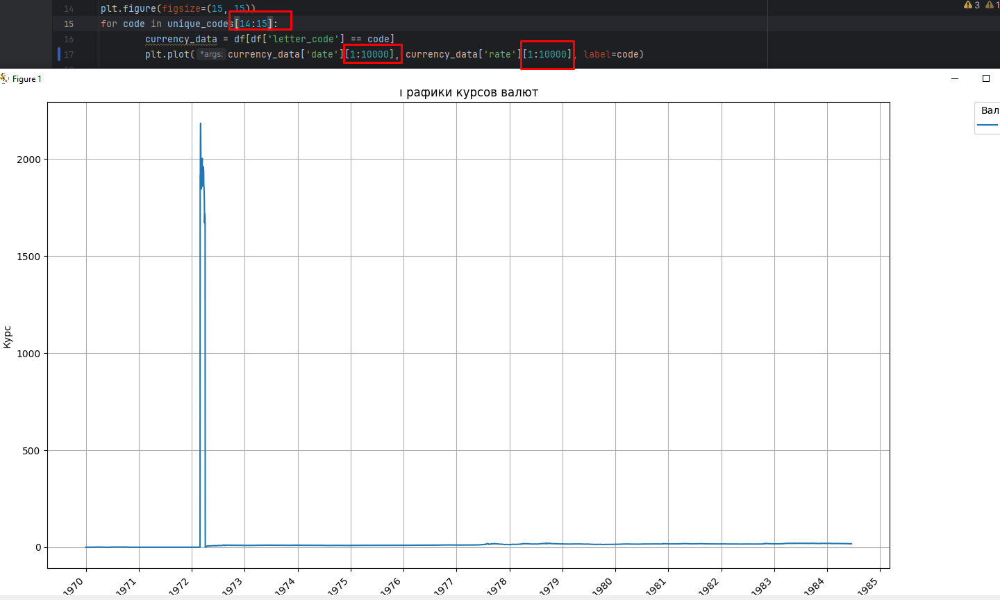 14 plt.figure(figsize=(15, 15))
3 1
15 for code in unique_codes[14:15]:
16 currency_data = df[df['letter_code'] == code]
17 plt.plot( *args: currency_data['date'][1:10000], currency_data['rate'][1:10000], label=code)
Figure 1
Графики курсов валют
Вал
2000
1500
1000
500
0
Курс
1970 1971 1972 1973 1974 1975 1976 1977 1978 1979 1980 1981 1982 1983 1984 1985